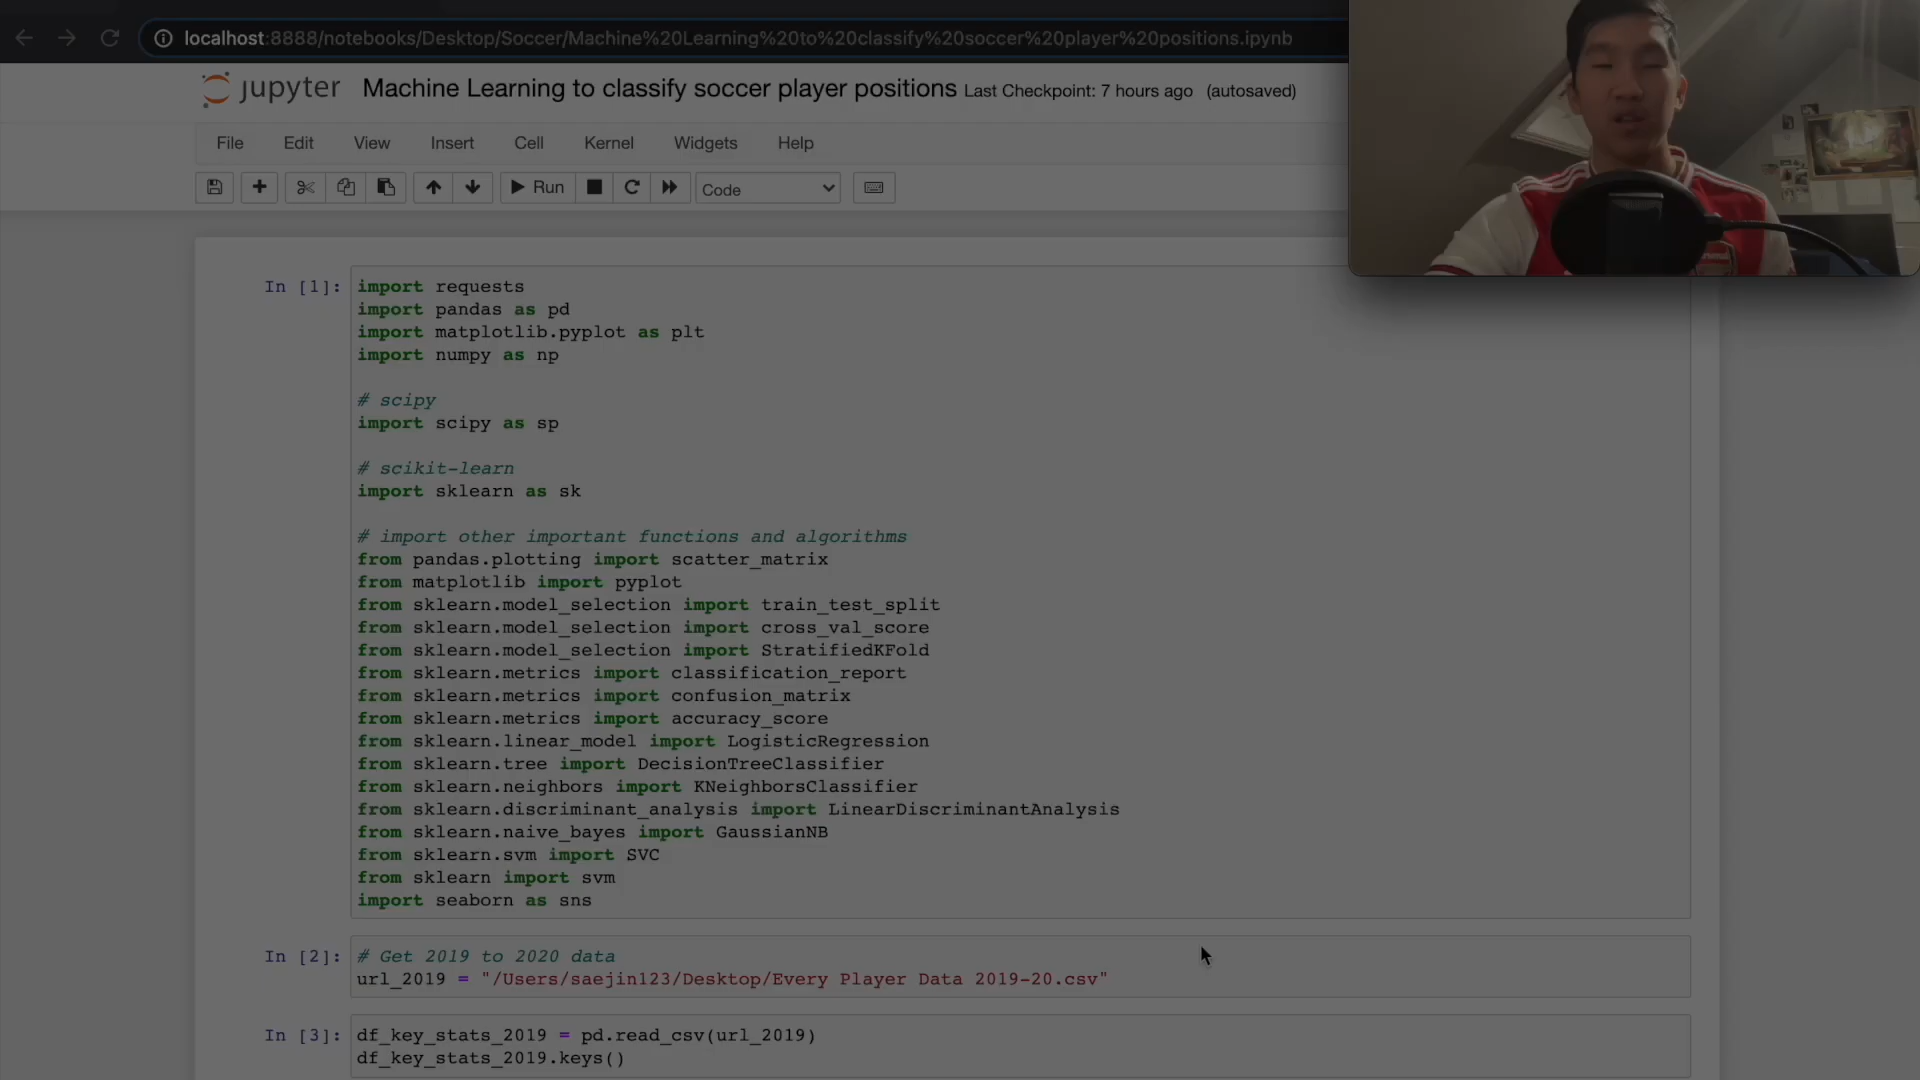 localhost:8888/notebooks/Desktop/Soccer/Machine%20Learning%20to%20classify%20soccer%20player%20positions.ipynb
jupyter Machine Learning to classify soccer player positions Last Checkpoint: 7 hours ago (autosaved)
File Edit View Insert Cell Kernel Widgets Help
Run Code
In [1]: import requests
import pandas as pd
import matplotlib.pyplot as plt
import numpy as np
# scipy
import scipy as sp
# scikit-learn
import sklearn as sk
# import other important functions and algorithms
from pandas.plotting import scatter_matrix
from matplotlib import pyplot
from sklearn.model_selection import train_test_split
from sklearn.model_selection import cross_val_score
from sklearn.model_selection import StratifiedKFold
from sklearn.metrics import classification_report
from sklearn.metrics import confusion_matrix
from sklearn.metrics import accuracy_score
from sklearn.linear_model import LogisticRegression
from sklearn.tree import DecisionTreeClassifier
from sklearn.neighbors import KNeighborsClassifier
from sklearn.discriminant_analysis import LinearDiscriminantAnalysis
from sklearn.naive_bayes import GaussianNB
from sklearn.svm import SVC
from sklearn import svm
import seaborn as sns
In [2]: # Get 2019 to 2020 data
url_2019 = "/Users/saejin123/Desktop/Every Player Data 2019-20.csv"
In [3]: df_key_stats_2019 = pd.read_csv(url_2019)
df_key_stats_2019.keys()